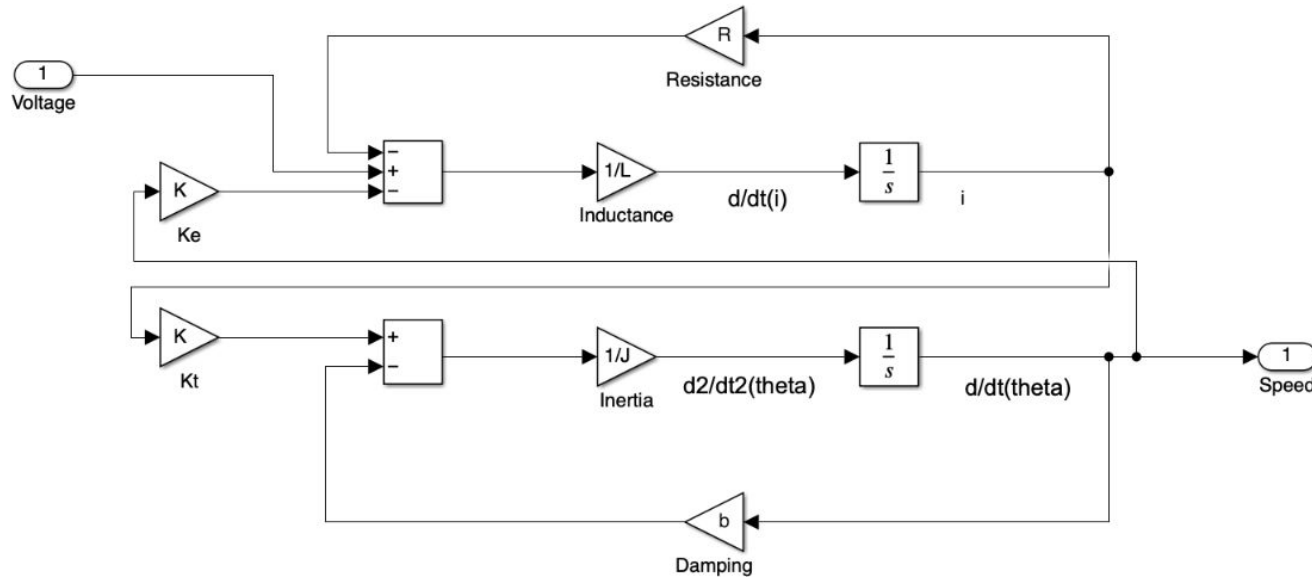 R
Resistance
1
Voltage
−
+
−
K
Ke
1/L
Inductance
d/dt(i)
1
s
i
K
Kt
+
−
1/J
Inertia
d2/dt2(theta)
1
s
d/dt(theta)
1
Speed
b
Damping